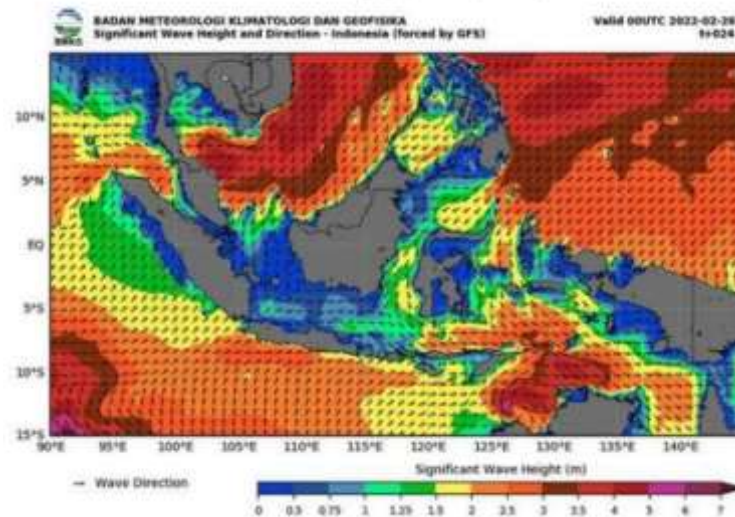 BADAN METEOROLOGI KLIMATOLOGI DAN GEOFISIKA
Significant Wave Height and Direction - Indonesia (forced by GFS)
Valid 00UTC 2022-02-26
t+024
BMKG
10°N
5°N
EQ
5°S
10°S
15°S
90°E 95°E 100°E 105°E 110°E 115°E 120°E 125°E 130°E 135°E 140°E
Significant Wave Height (m)
→ Wave Direction
0 0.5 0.75 1 1.25 1.5 2 2.5 3 3.5 4 5 6 7